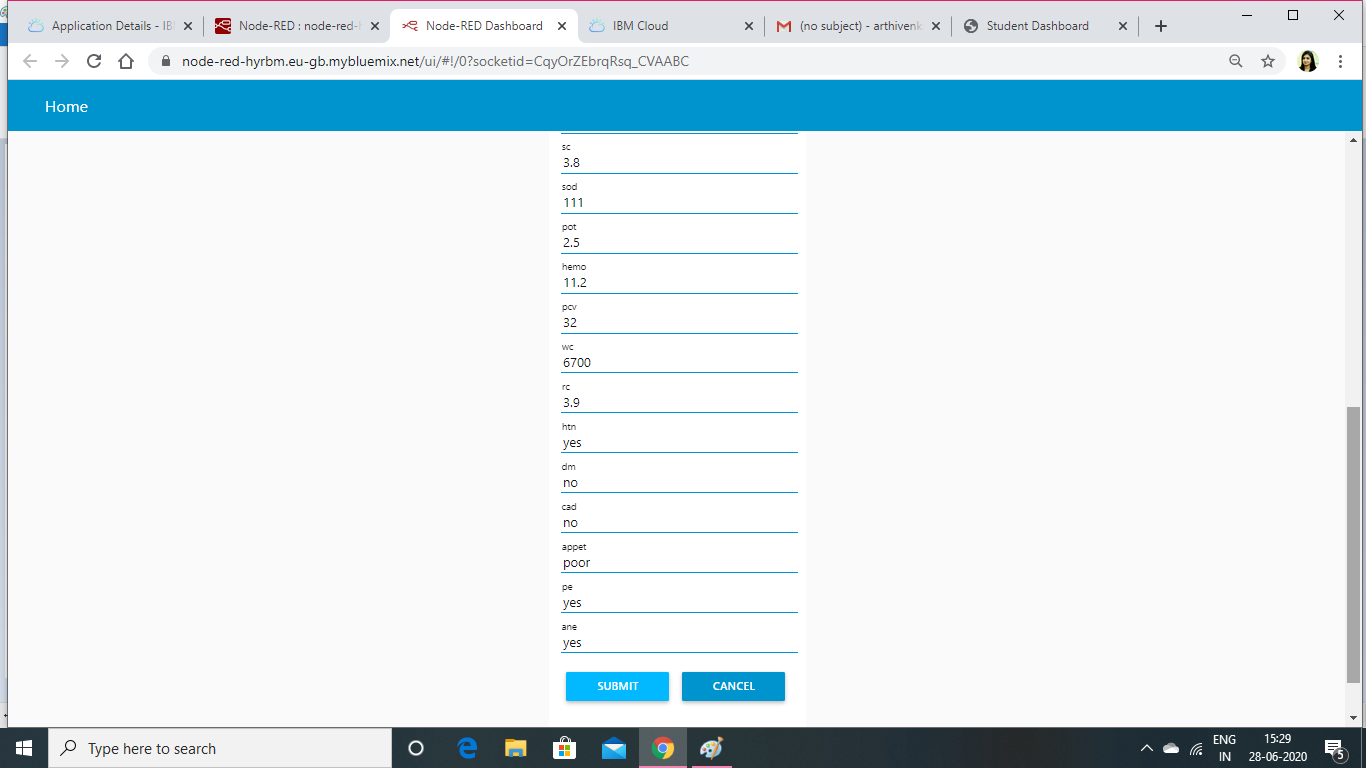 Application Details - IB
Node-RED : node-red-h
Node-RED Dashboard
IBM Cloud
(no subject) - arthivenk
Student Dashboard
node-red-hyrbm.eu-gb.mybluemix.net/ui/#!/0?socketid=CqyOrZEbrqRsq_CVAABC
Home
sc
3.8
sod
111
pot
2.5
hemo
11.2
pcv
32
wc
6700
rc
3.9
htn
yes
dm
no
cad
no
appet
poor
pe
yes
ane
yes
SUBMIT CANCEL
Type here to search
ENG
IN
15:29
28-06-2020
5